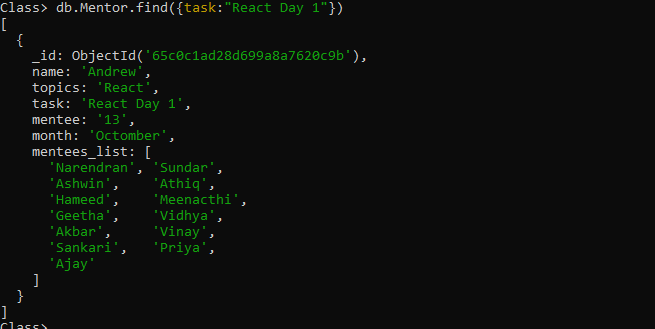 Class> db.Mentor.find({task:"React Day 1"})
[
  {
    _id: ObjectId('65c0c1ad28d699a8a7620c9b'),
    name: 'Andrew',
    topics: 'React',
    task: 'React Day 1',
    mentee: '13',
    month: 'Octomber',
    mentees_list: [
      'Narendran', 'Sundar',
      'Ashwin',    'Athiq',
      'Hameed',    'Meenacthi',
      'Geetha',    'Vidhya',
      'Akbar',     'Vinay',
      'Sankari',   'Priya',
      'Ajay'
    ]
  }
]
Class>